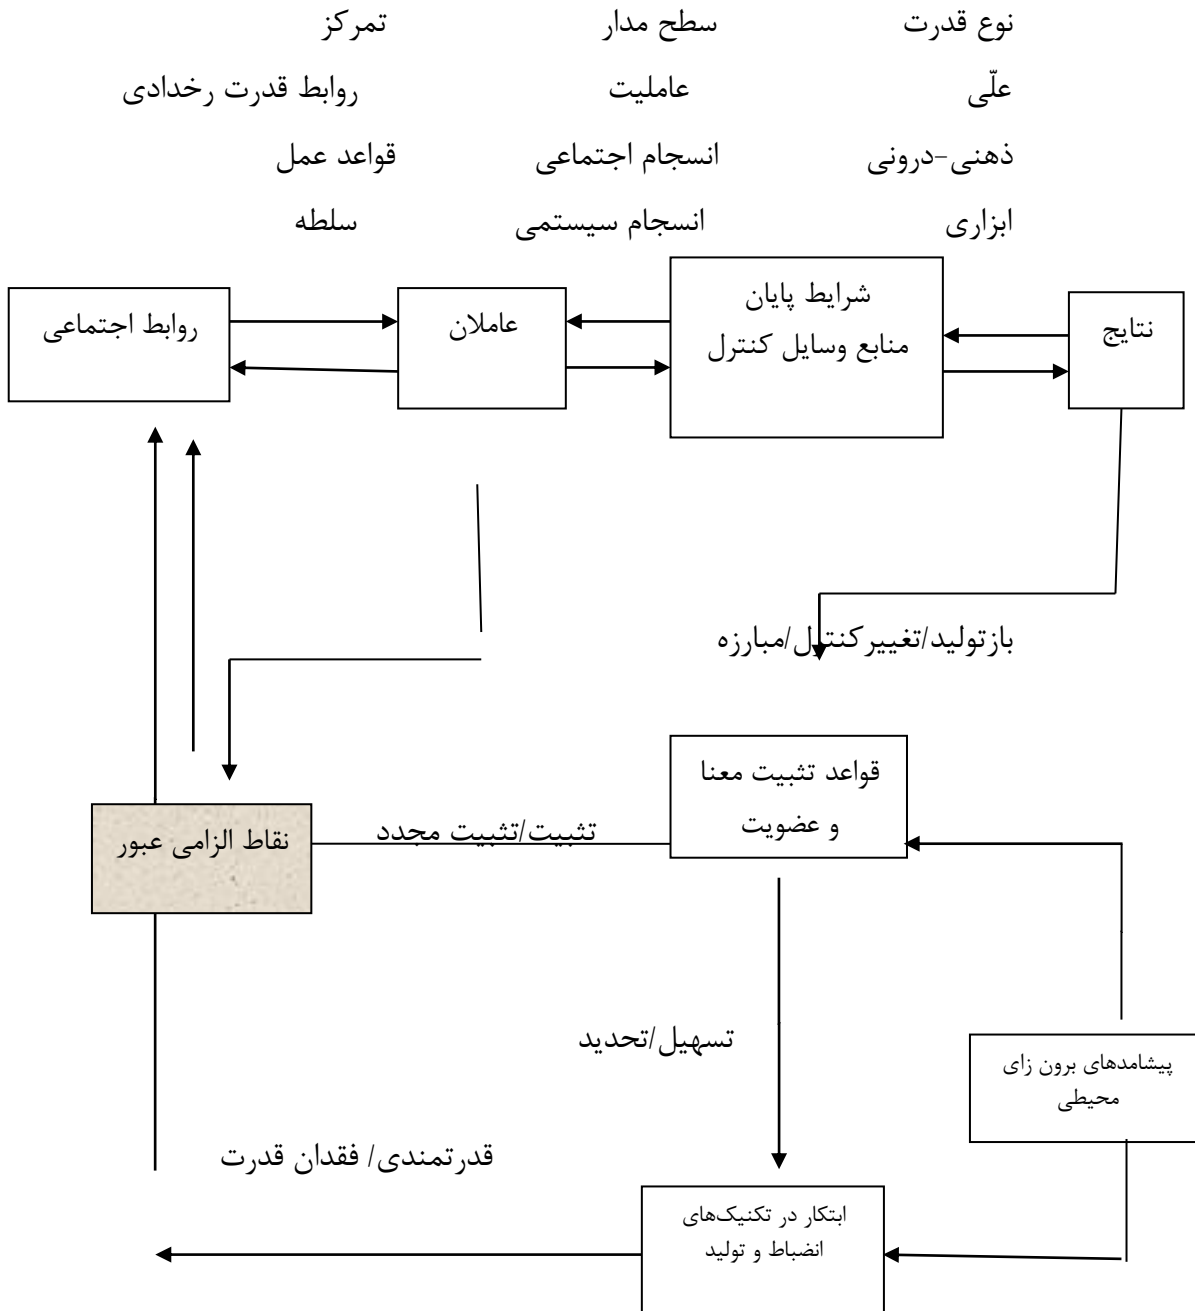 نوع قدرت سطح مدار تمرکز
علّی عاملیت روابط قدرت رخدادی
ذهنی-درونی انسجام اجتماعی قواعد عمل
ابزاری انسجام سیستمی سلطه
نتایج
شرایط پایان
منابع وسایل کنترل
عاملان
روابط اجتماعی
بازتولید/تغییرکنترل/مبارزه
قواعد تثبیت معنا
و عضویت
تثبیت/تثبیت مجدد
نقاط الزامی عبور
تسهیل/تحدید
پیشامدهای برون زای
محیطی
قدرتمندی/ فقدان قدرت
ابتکار در تکنیک‌های
انضباط و تولید